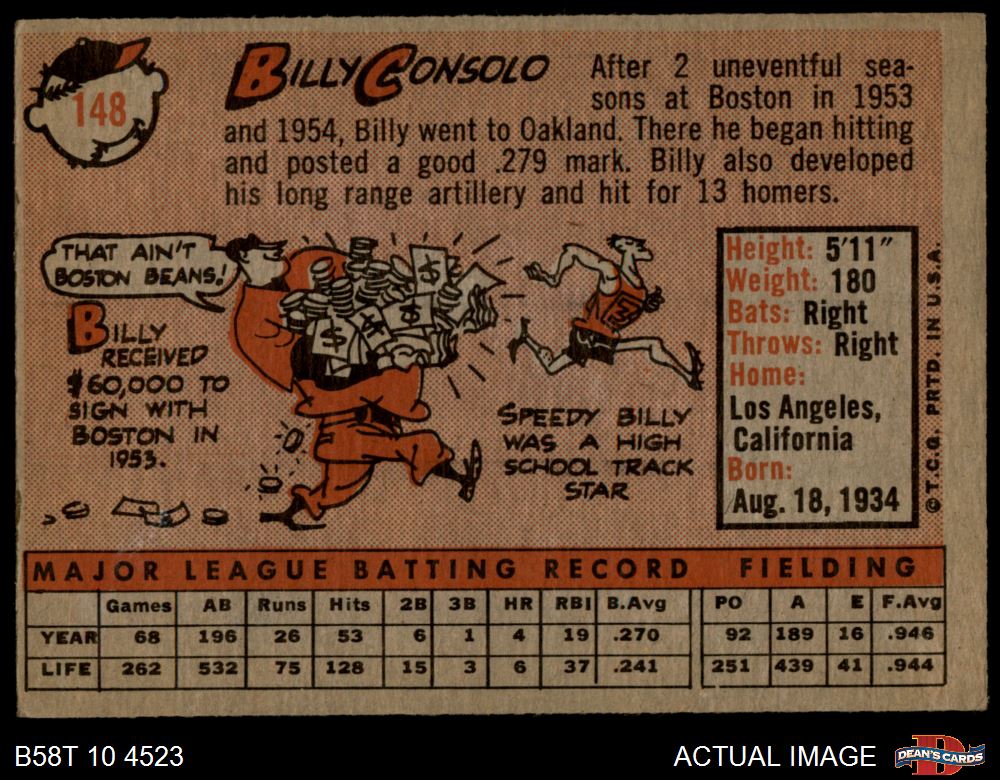 148
BILLY CONSOLO
After 2 uneventful sea-
sons at Boston in 1953
and 1954, Billy went to Oakland. There he began hitting
and posted a good .279 mark. Billy also developed
his long range artillery and hit for 13 homers.
THAT AIN'T
BOSTON BEANS!
BILLY
RECEIVED
$60,000 TO
SIGN WITH
BOSTON IN
1953.
SPEEDY BILLY
WAS A HIGH
SCHOOL TRACK
STAR
Height: 5'11"
Weight: 180
Bats: Right
Throws: Right
Home:
Los Angeles,
California
Born:
Aug. 18, 1934
© T.C.G. PRTD. IN U.S.A.
MAJOR LEAGUE BATTING RECORD FIELDING
Games AB Runs Hits 2B 3B HR RBI B.Avg PO A E F.Avg
YEAR 68 196 26 53 6 1 4 19 .270 92 189 16 .946
LIFE 262 532 75 128 15 3 6 37 .241 251 439 41 .944
B58T 10 4523
ACTUAL IMAGE
DEAN'S CARDS